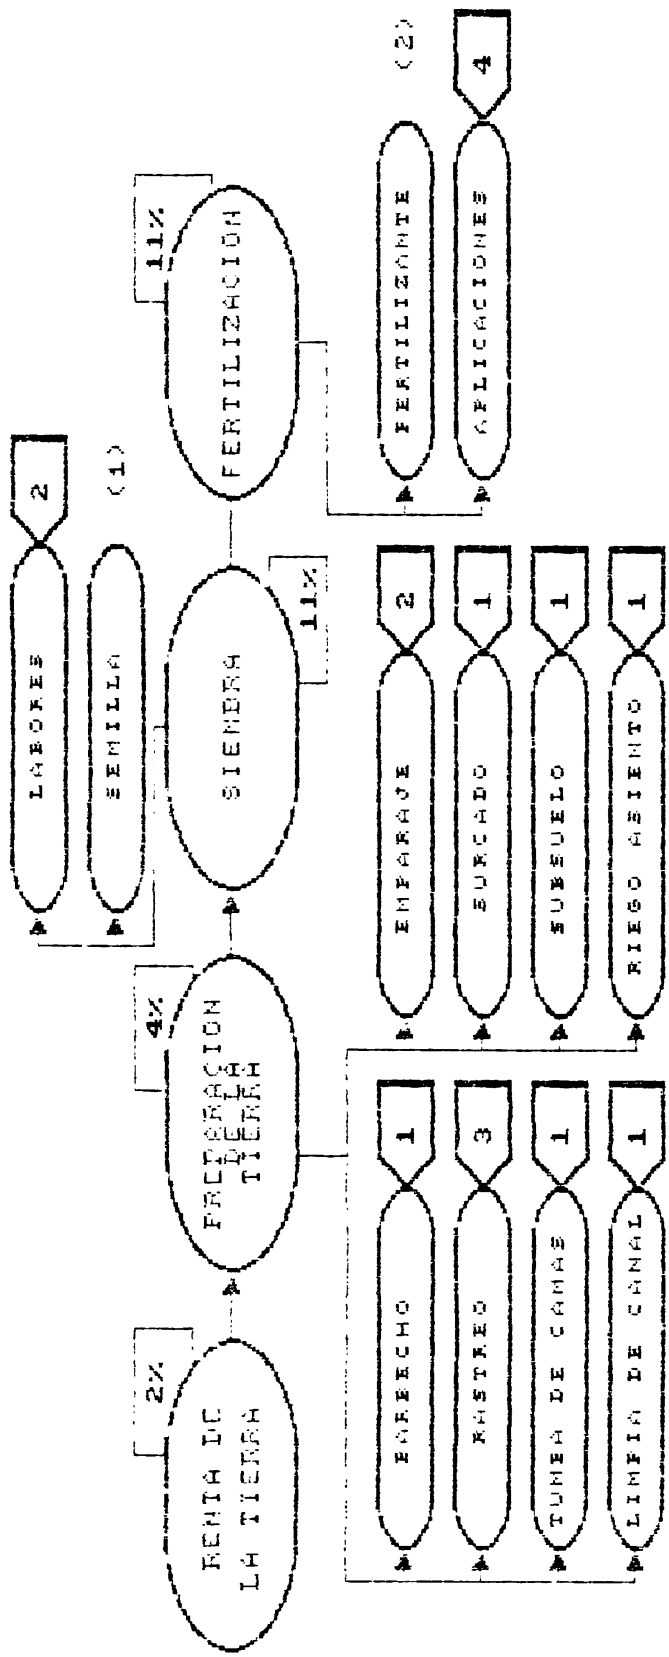 LABORES
2
SEMILLA
(1)
2%
RENTA DE
LA TIERRA
4%
PREPARACION
DE LA
TIERRA
SIEMBRA
11%
11%
FERTILIZACION
BARBECHO
1
RASTREO
3
TUMBA DE CAMAS
1
LIMPIA DE CANAL
1
EMPAREJE
2
SURCADO
1
SUBSUELO
1
RIEGO ASIENTO
1
FERTILIZANTE
(2)
APLICACIONES
4